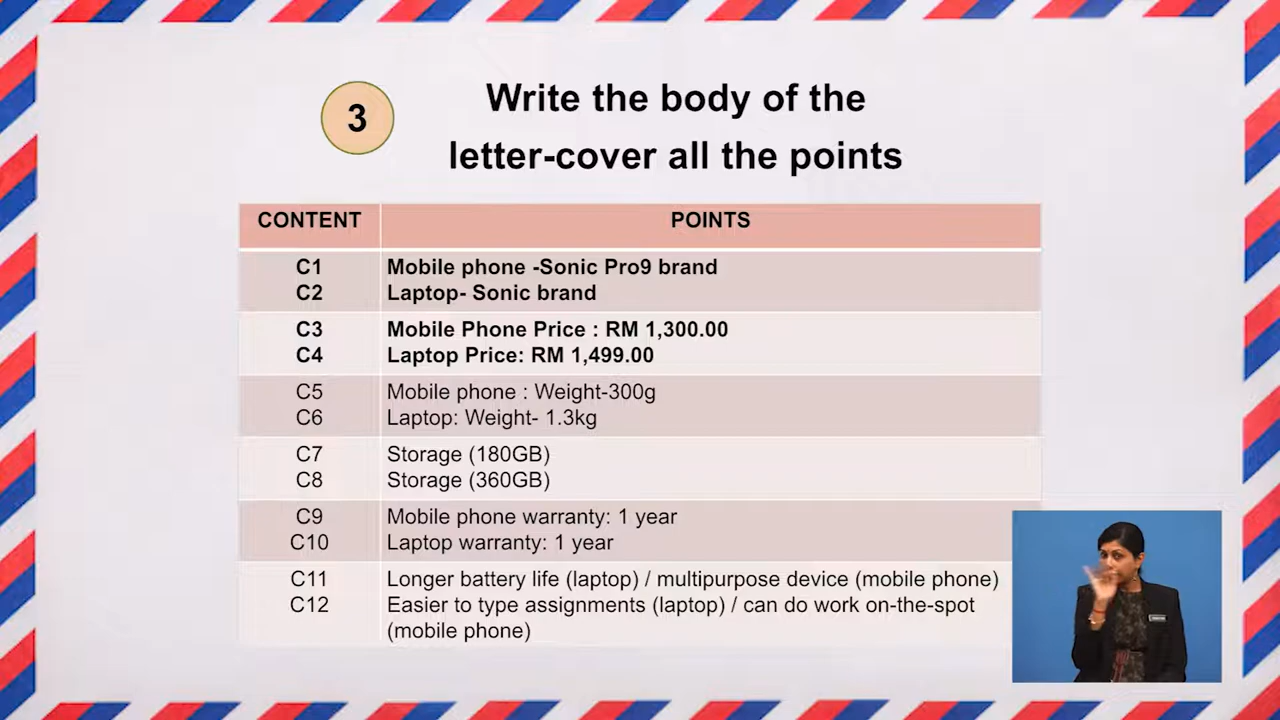 3
Write the body of the
letter-cover all the points
CONTENT POINTS
C1 Mobile phone -Sonic Pro9 brand
C2 Laptop- Sonic brand
C3 Mobile Phone Price : RM 1,300.00
C4 Laptop Price: RM 1,499.00
C5 Mobile phone : Weight-300g
C6 Laptop: Weight- 1.3kg
C7 Storage (180GB)
C8 Storage (360GB)
C9 Mobile phone warranty: 1 year
C10 Laptop warranty: 1 year
C11 Longer battery life (laptop) / multipurpose device (mobile phone)
C12 Easier to type assignments (laptop) / can do work on-the-spot
(mobile phone)